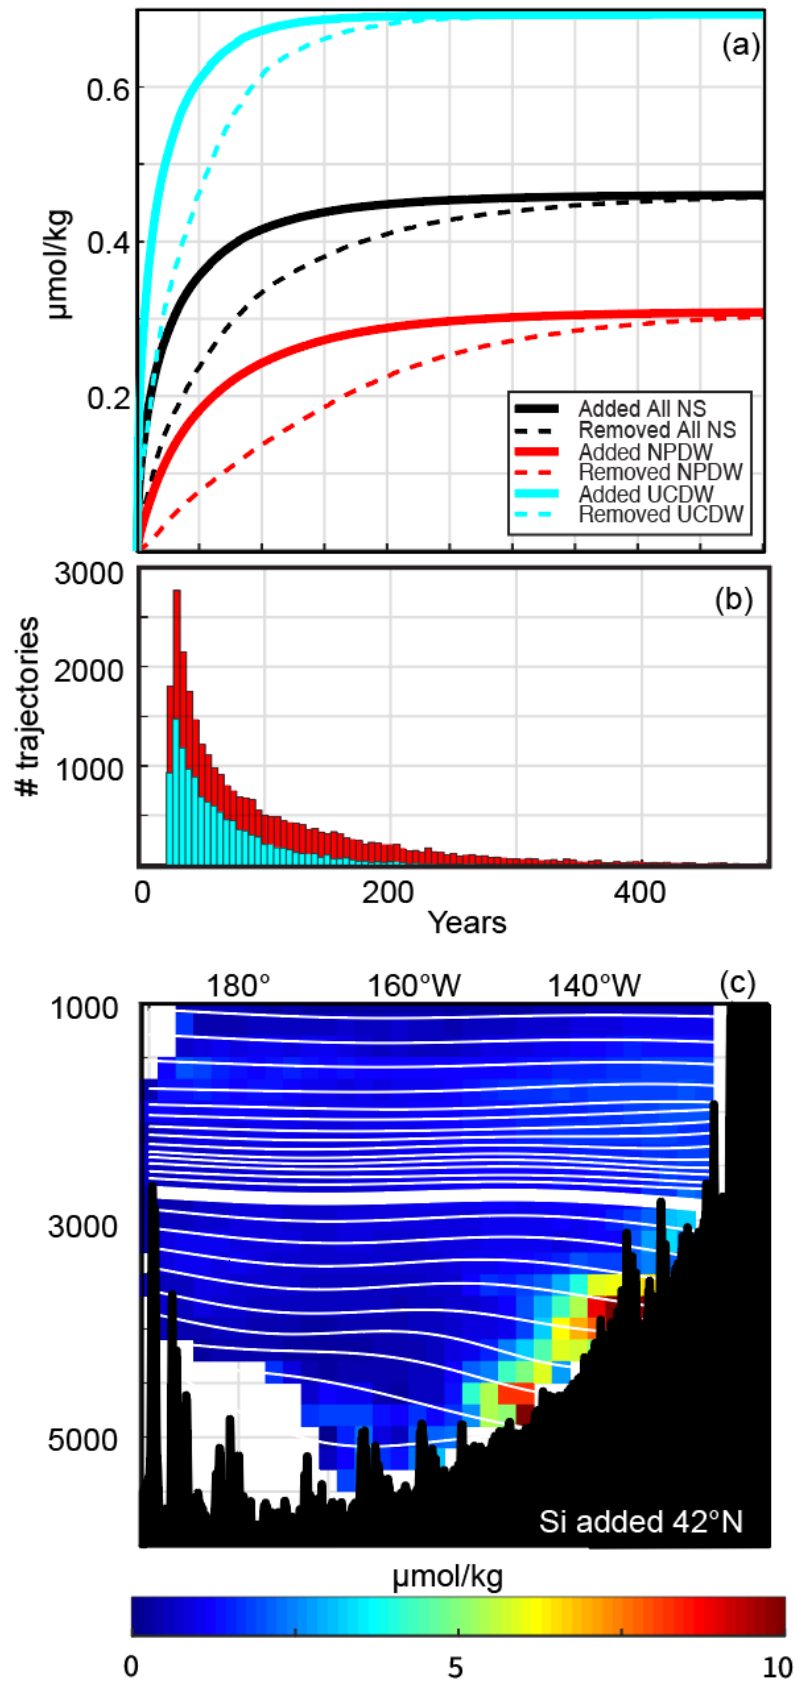 (a)
0.6
0.4
0.2
μmol/kg
Added All NS
Removed All NS
Added NPDW
Removed NPDW
Added UCDW
Removed UCDW
(b)
3000
2000
1000
# trajectories
0 200 400
Years
180° 160°W 140°W (c)
1000
3000
5000
Si added 42°N
μmol/kg
0 5 10